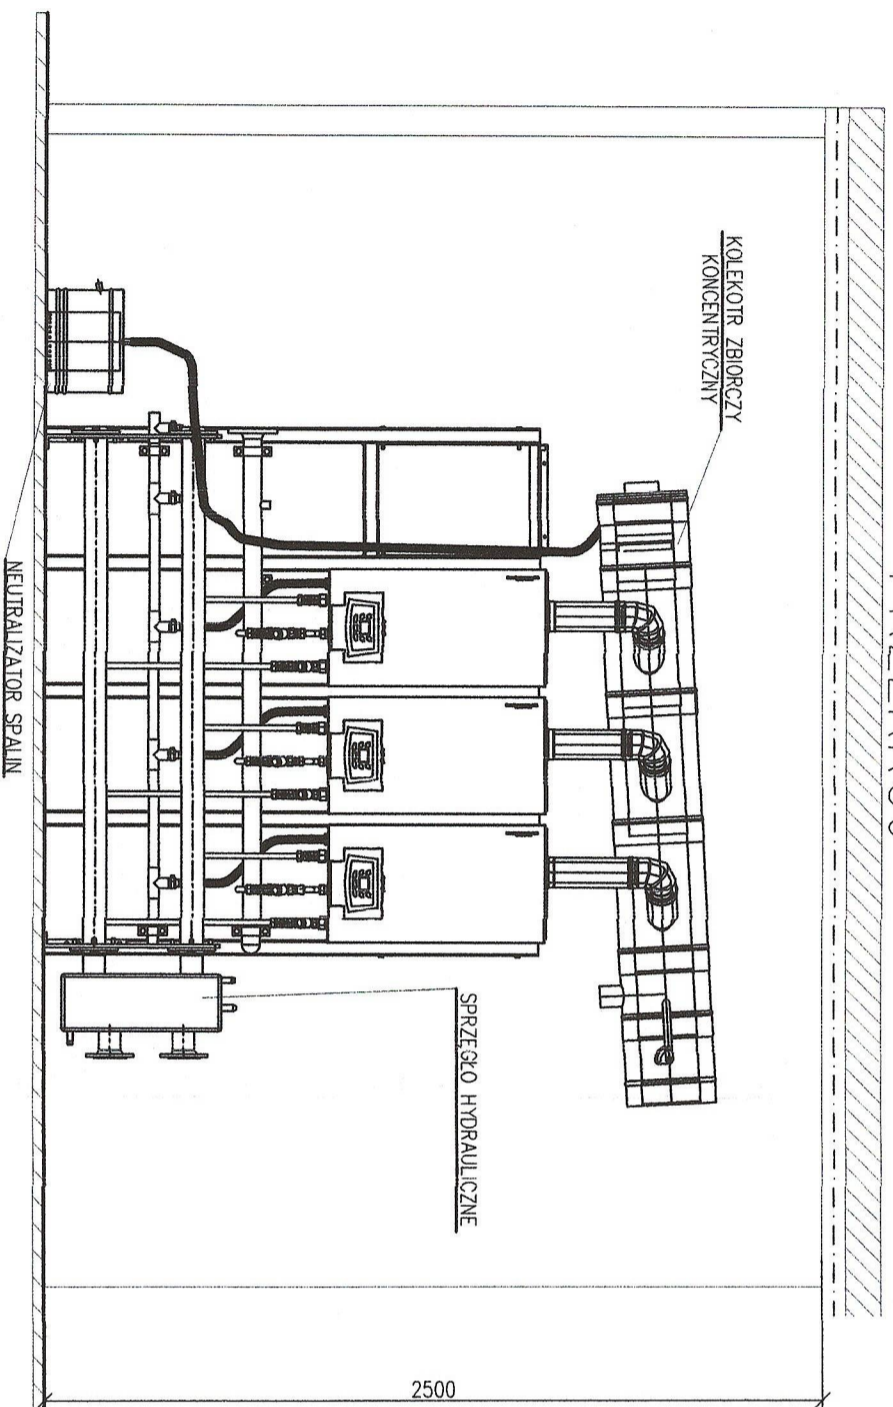 KOLEKOTR ZBIORCZY
KONCENTRYCZNY
NEUTRALIZATOR SPALIN
SPRZĘGŁO HYDRAULICZNE
2500